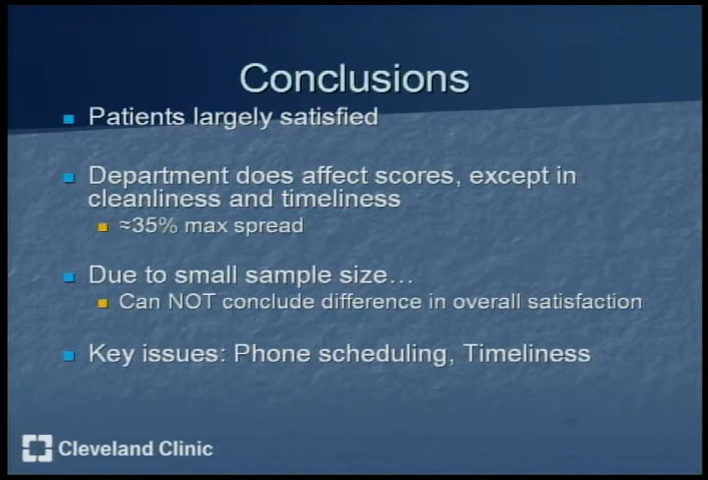 Conclusions
Patients largely satisfied
Department does affect scores, except in
cleanliness and timeliness
≈35% max spread
Due to small sample size…
Can NOT conclude difference in overall satisfaction
Key issues: Phone scheduling, Timeliness
Cleveland Clinic